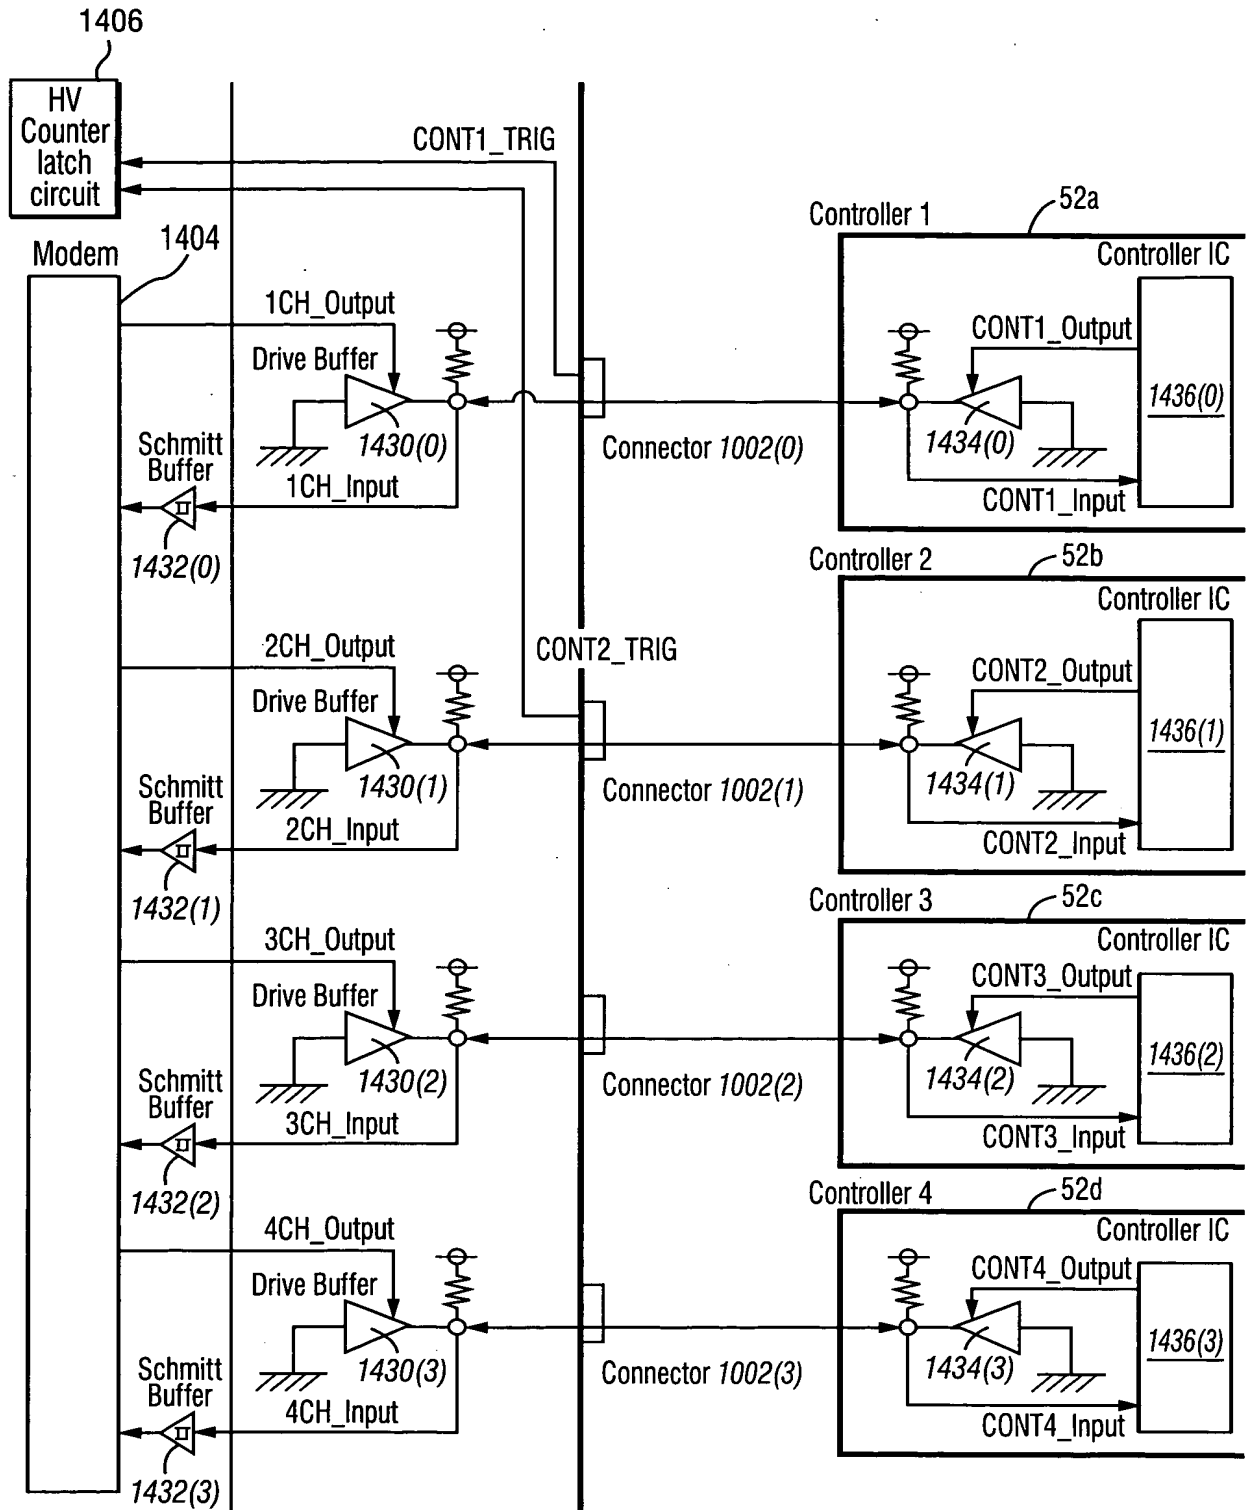 1406
HV
Counter
latch
circuit
CONT1_TRIG
Modem
1404
1CH_Output
Drive Buffer
1430(0)
Schmitt
Buffer
1CH_Input
1432(0)
Connector 1002(0)
Controller 1
52a
Controller IC
CONT1_Output
1436(0)
1434(0)
CONT1_Input
2CH_Output
CONT2_TRIG
Drive Buffer
1430(1)
Schmitt
Buffer
2CH_Input
1432(1)
Connector 1002(1)
Controller 2
52b
Controller IC
CONT2_Output
1436(1)
1434(1)
CONT2_Input
3CH_Output
Drive Buffer
1430(2)
Schmitt
Buffer
3CH_Input
1432(2)
Connector 1002(2)
Controller 3
52c
Controller IC
CONT3_Output
1436(2)
1434(2)
CONT3_Input
4CH_Output
Drive Buffer
1430(3)
Schmitt
Buffer
4CH_Input
1432(3)
Connector 1002(3)
Controller 4
52d
Controller IC
CONT4_Output
1436(3)
1434(3)
CONT4_Input